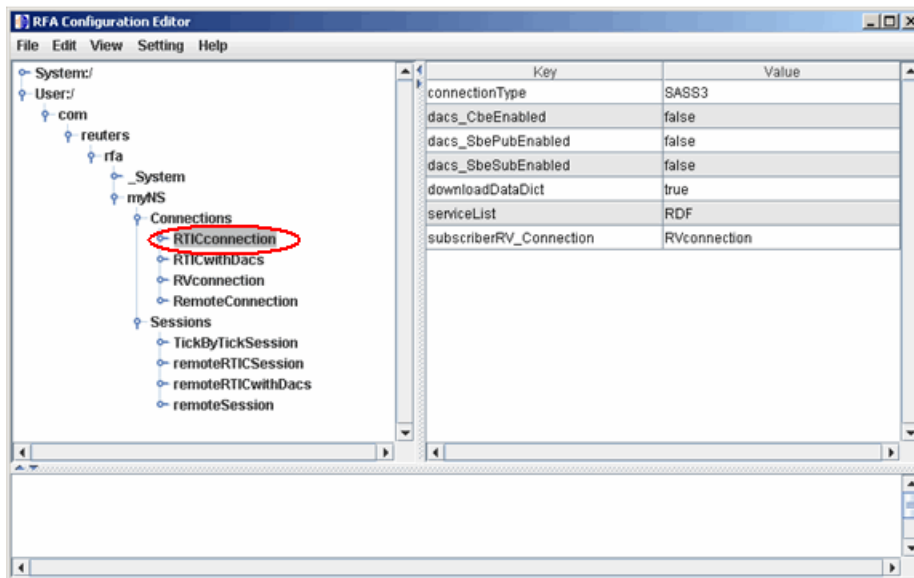 RFA Configuration Editor
File Edit View Setting Help
System:/
User:/
com
reuters
rfa
_System
myNS
Connections
RTICconnection
RTICwithDacs
RVconnection
RemoteConnection
Sessions
TickByTickSession
remoteRTICSession
remoteRTICwithDacs
remoteSession
Key Value
connectionType SASS3
dacs_CbeEnabled false
dacs_SbePubEnabled false
dacs_SbeSubEnabled false
downloadDataDict true
serviceList RDF
subscriberRV_Connection RVconnection